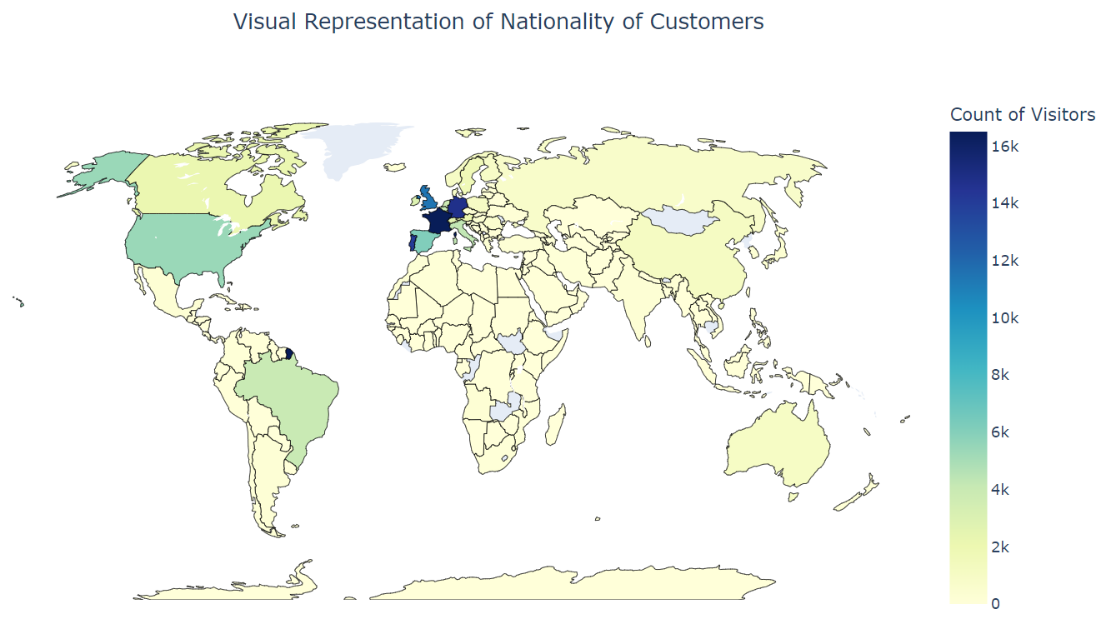 Visual Representation of Nationality of Customers
Count of Visitors
16k
14k
12k
10k
8k
6k
4k
2k
0